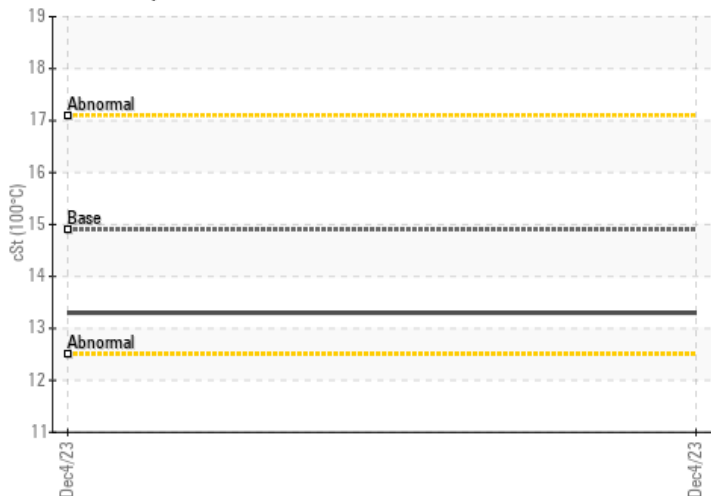 19
18
Abnormal
17
16
Base
15
cSt (100°C)
14
13
Abnormal
12
11
Dec4/23
Dec4/23